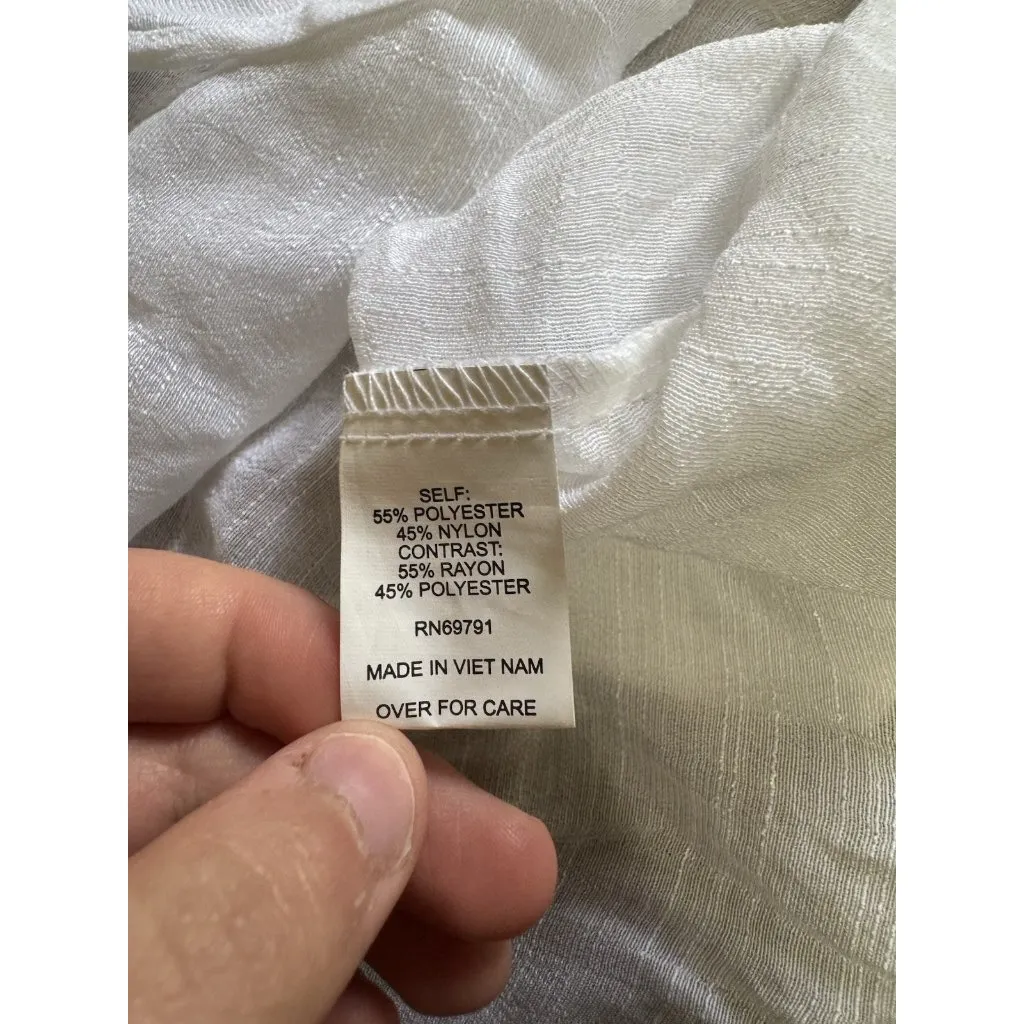 SELF:
55% POLYESTER
45% NYLON
CONTRAST:
55% RAYON
45% POLYESTER
RN69791
MADE IN VIET NAM
OVER FOR CARE